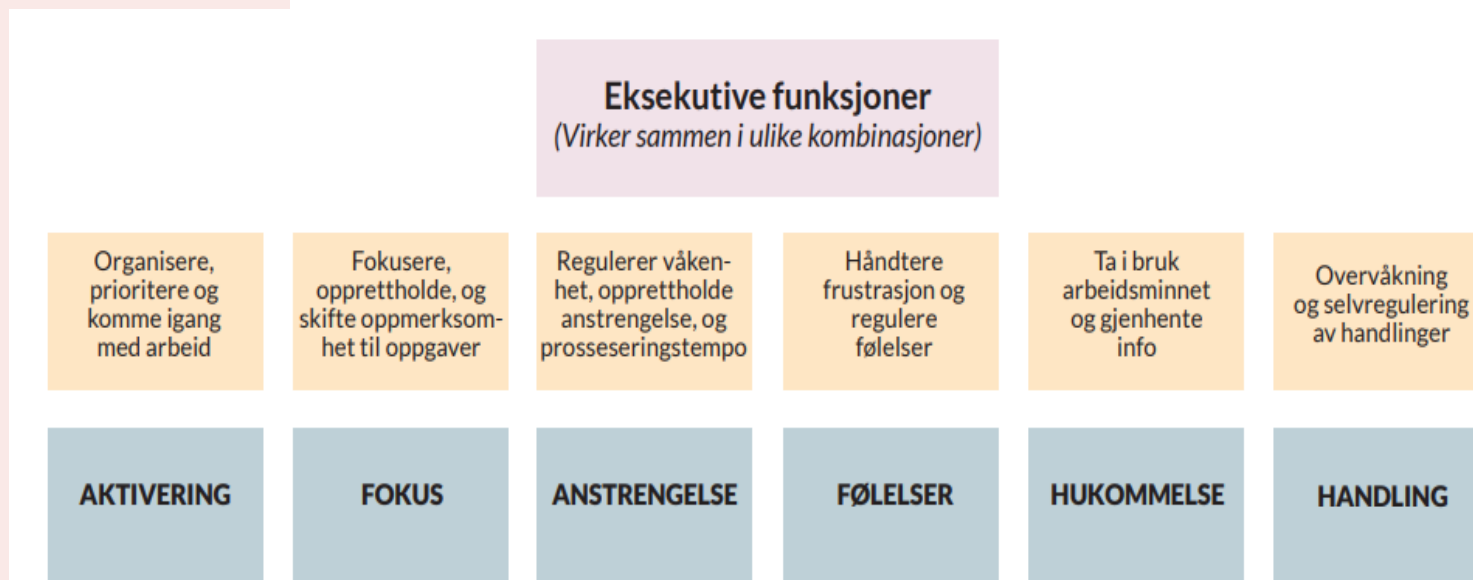 Eksekutive funksjoner
(Virker sammen i ulike kombinasjoner)
Organisere,
prioritere og
komme igang
med arbeid
Fokusere,
opprettholde, og
skifte oppmerksom-
het til oppgaver
Regulerer våken-
het, opprettholde
anstrengelse, og
prosseseringstempo
Håndtere
frustrasjon og
regulere
følelser
Ta i bruk
arbeidsminnet
og gjenhente
info
Overvåkning
og selvregulering
av handlinger
AKTIVERING
FOKUS
ANSTRENGELSE
FØLELSER
HUKOMMELSE
HANDLING